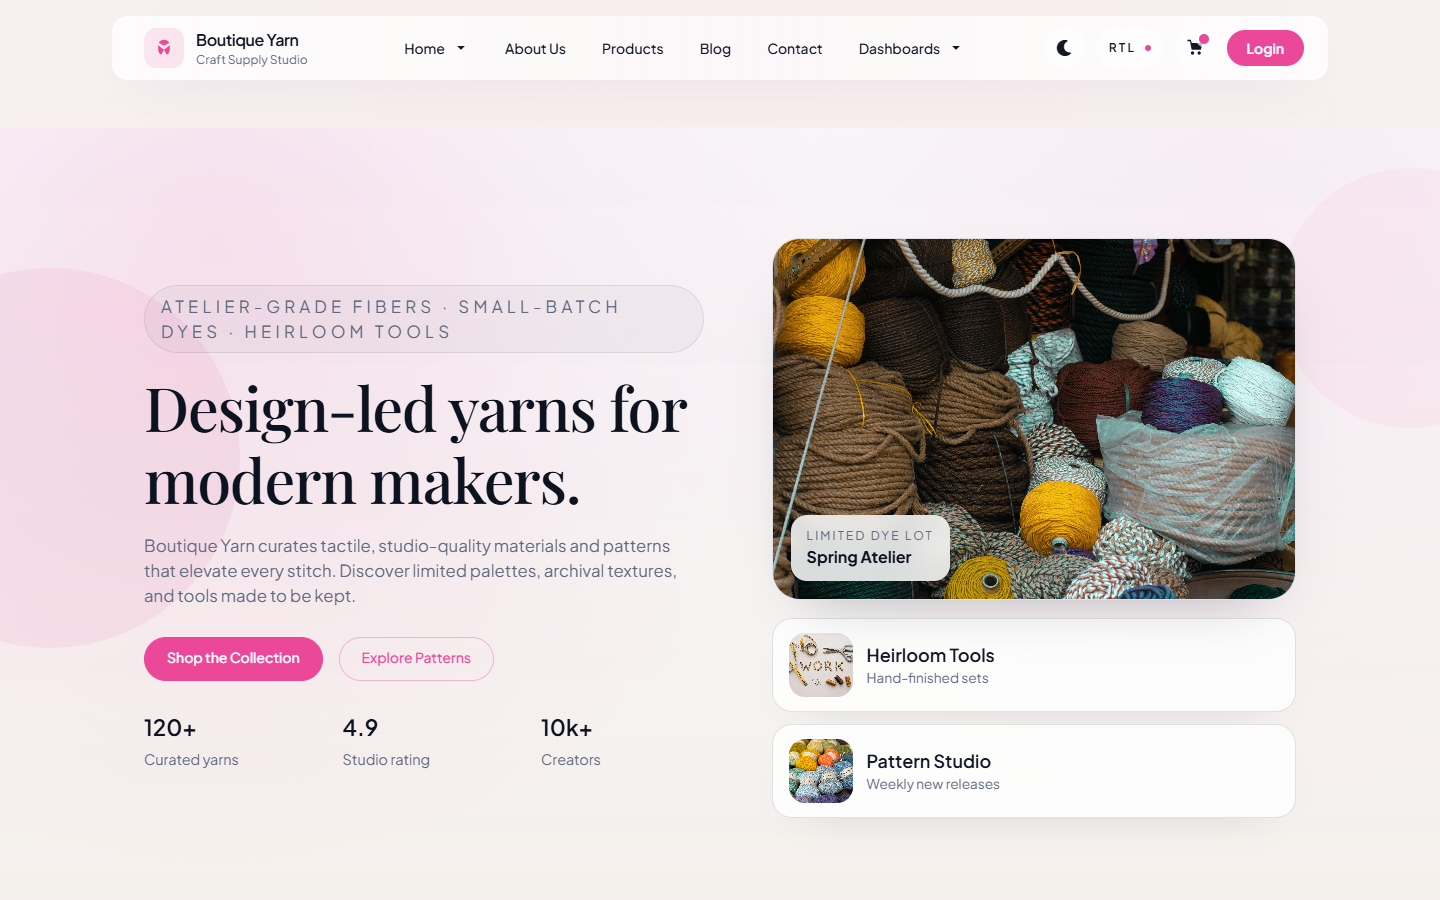 Boutique Yarn
Craft Supply Studio
Home
About Us
Products
Blog
Contact
Dashboards
RTL
Login
ATELIER-GRADE FIBERS · SMALL-BATCH
DYES · HEIRLOOM TOOLS
Design-led yarns for
modern makers.
Boutique Yarn curates tactile, studio-quality materials and patterns
that elevate every stitch. Discover limited palettes, archival textures,
and tools made to be kept.
Shop the Collection
Explore Patterns
120+
Curated yarns
4.9
Studio rating
10k+
Creators
LIMITED DYE LOT
Spring Atelier
WORK
Heirloom Tools
Hand-finished sets
Pattern Studio
Weekly new releases